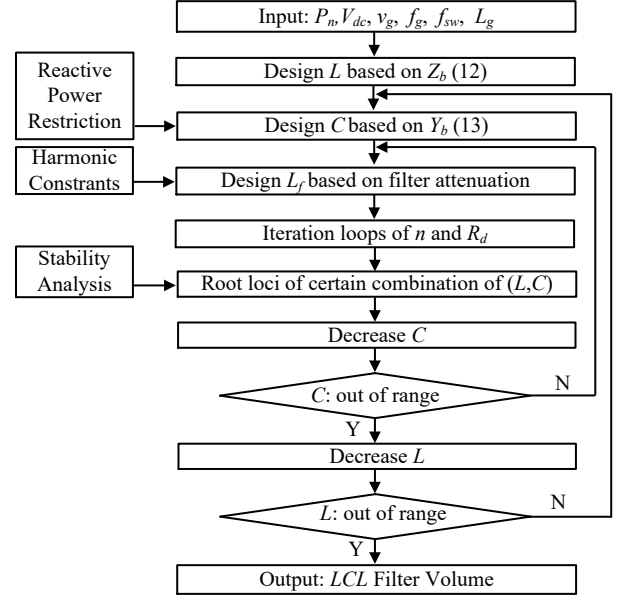 Input: Pn,Vdc, vg, fg, fsw, Lg
Design L based on Zb (12)
Reactive
Power
Restriction
Design C based on Yb (13)
Harmonic
Constrants
Design Lf based on filter attenuation
Iteration loops of n and Rd
Stability
Analysis
Root loci of certain combination of (L,C)
Decrease C
C: out of range
N
Y
Decrease L
L: out of range
N
Y
Output: LCL Filter Volume